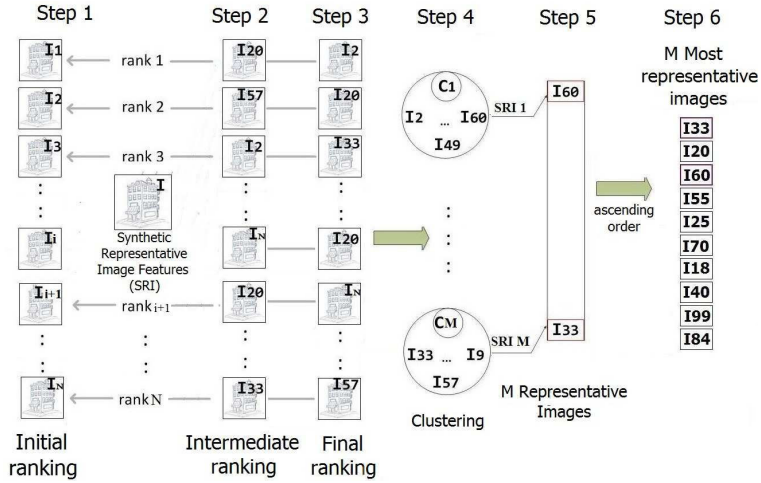 Step 1
Step 2
Step 3
Step 4
Step 5
Step 6
I1
rank 1
I20
I2
I2
rank 2
I57
I20
I3
rank 3
I2
I33
I
Synthetic
Representative
Image Features
(SRI)
Ii
IN
I20
Ii+1
rank i+1
I20
IN
IN
rank N
I33
I57
Initial
ranking
Intermediate
ranking
Final
ranking
C1
I2 ... I60
I49
SRI 1
CM
I33 ... I9
I57
SRI M
Clustering
I60
I33
M Representative
Images
ascending
order
M Most
representative
images
I33
I20
I60
I55
I25
I70
I18
I40
I99
I84